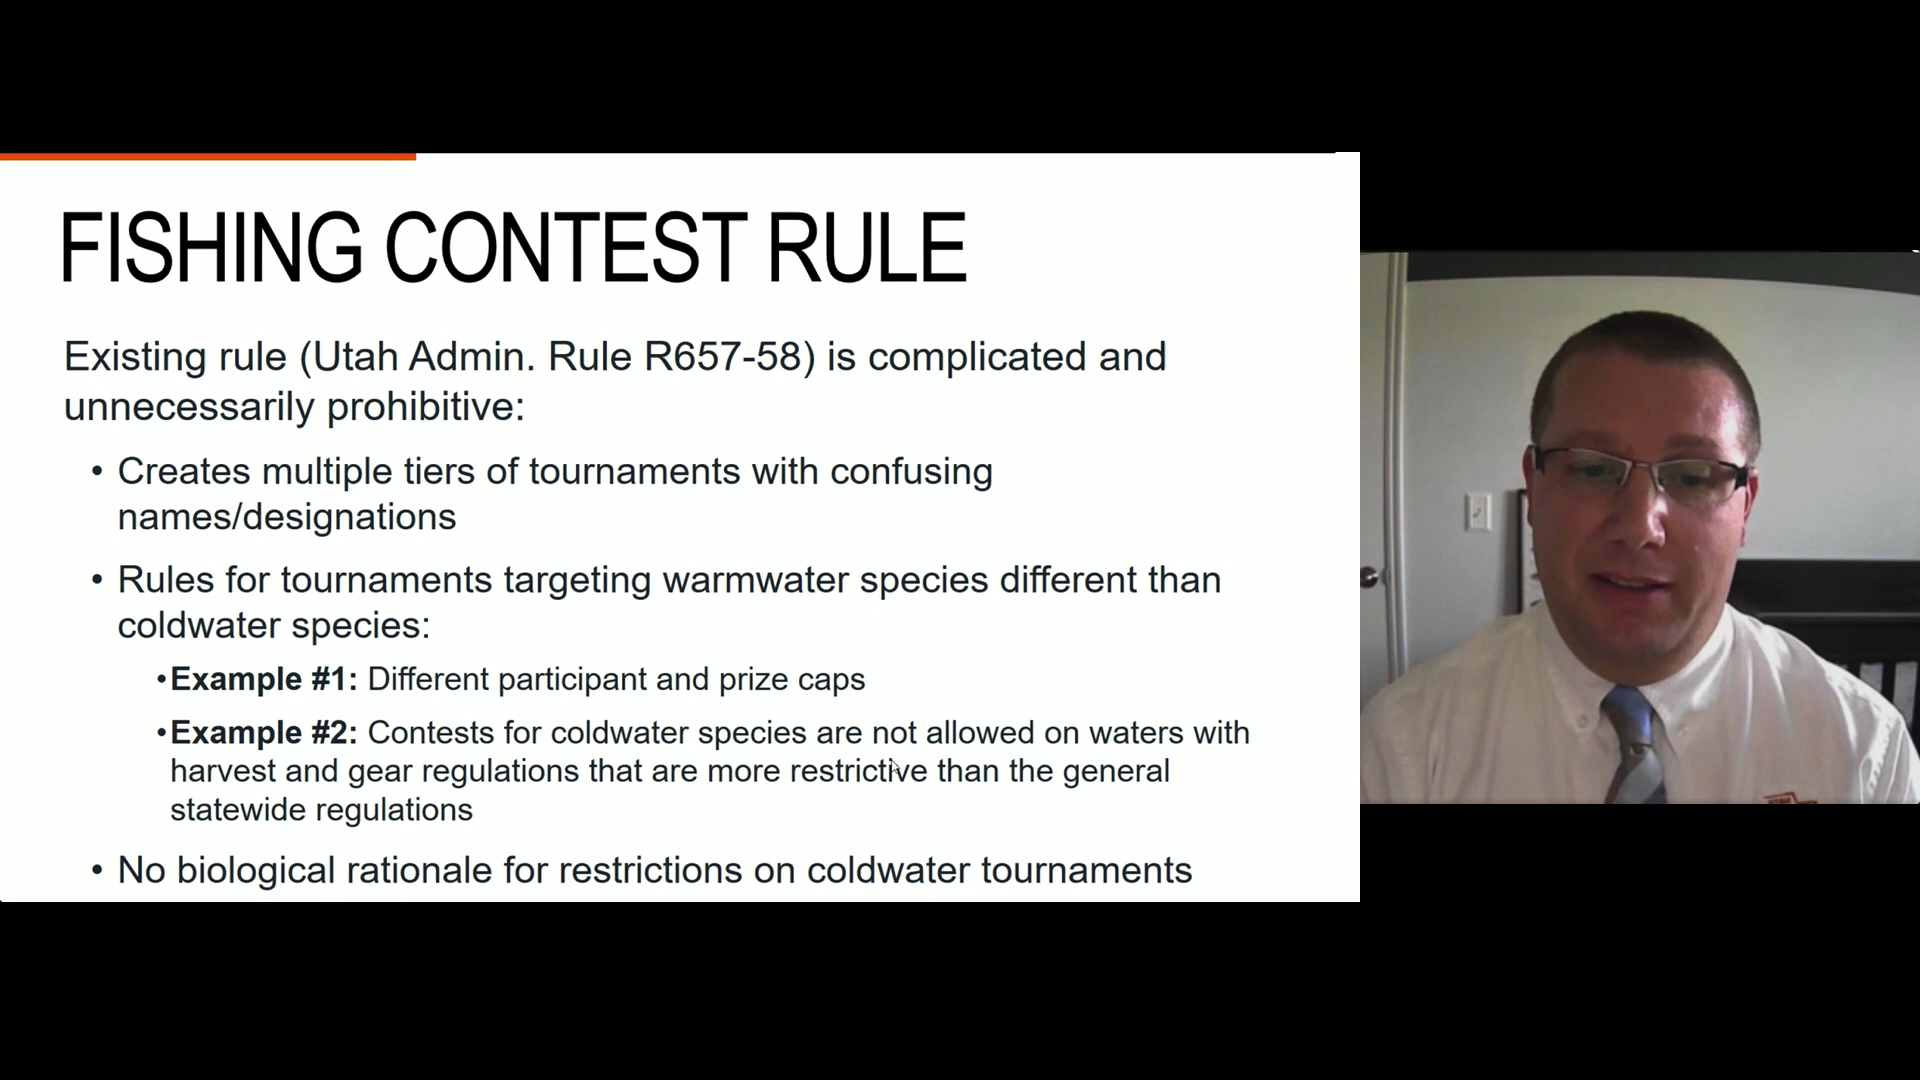 FISHING CONTEST RULE
Existing rule (Utah Admin. Rule R657-58) is complicated and
unnecessarily prohibitive:
• Creates multiple tiers of tournaments with confusing
names/designations
• Rules for tournaments targeting warmwater species different than
coldwater species:
•Example #1: Different participant and prize caps
•Example #2: Contests for coldwater species are not allowed on waters with
harvest and gear regulations that are more restrictive than the general
statewide regulations
• No biological rationale for restrictions on coldwater tournaments